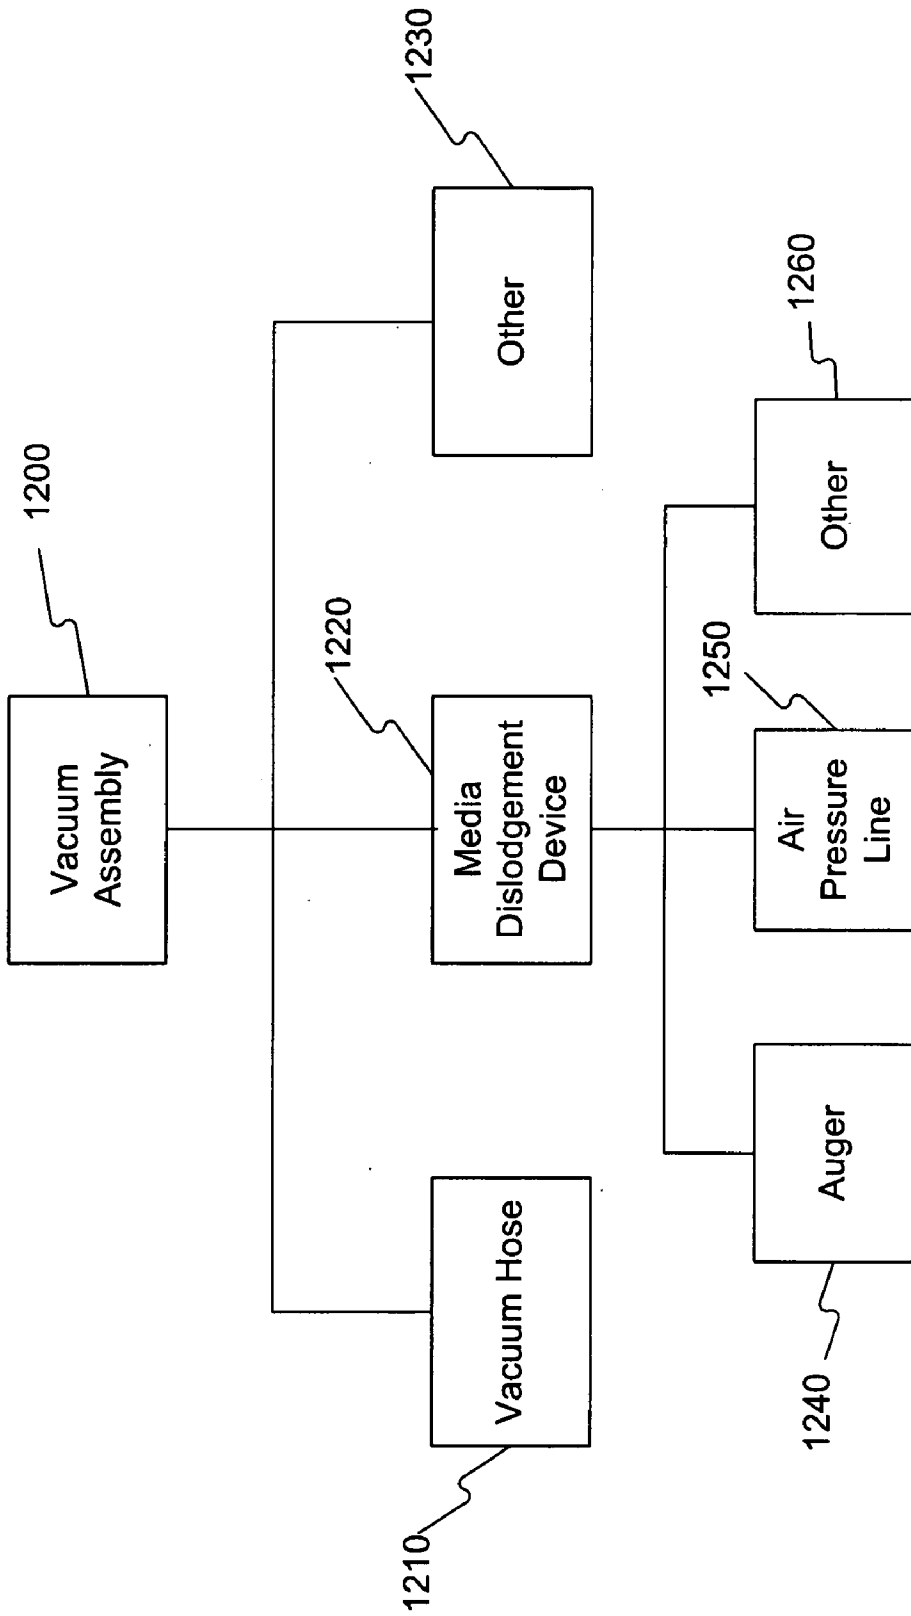 1200
Vacuum
Assembly
1210
Vacuum Hose
1220
Media
Dislodgement
Device
1230
Other
1240
Auger
1250
Air
Pressure
Line
1260
Other